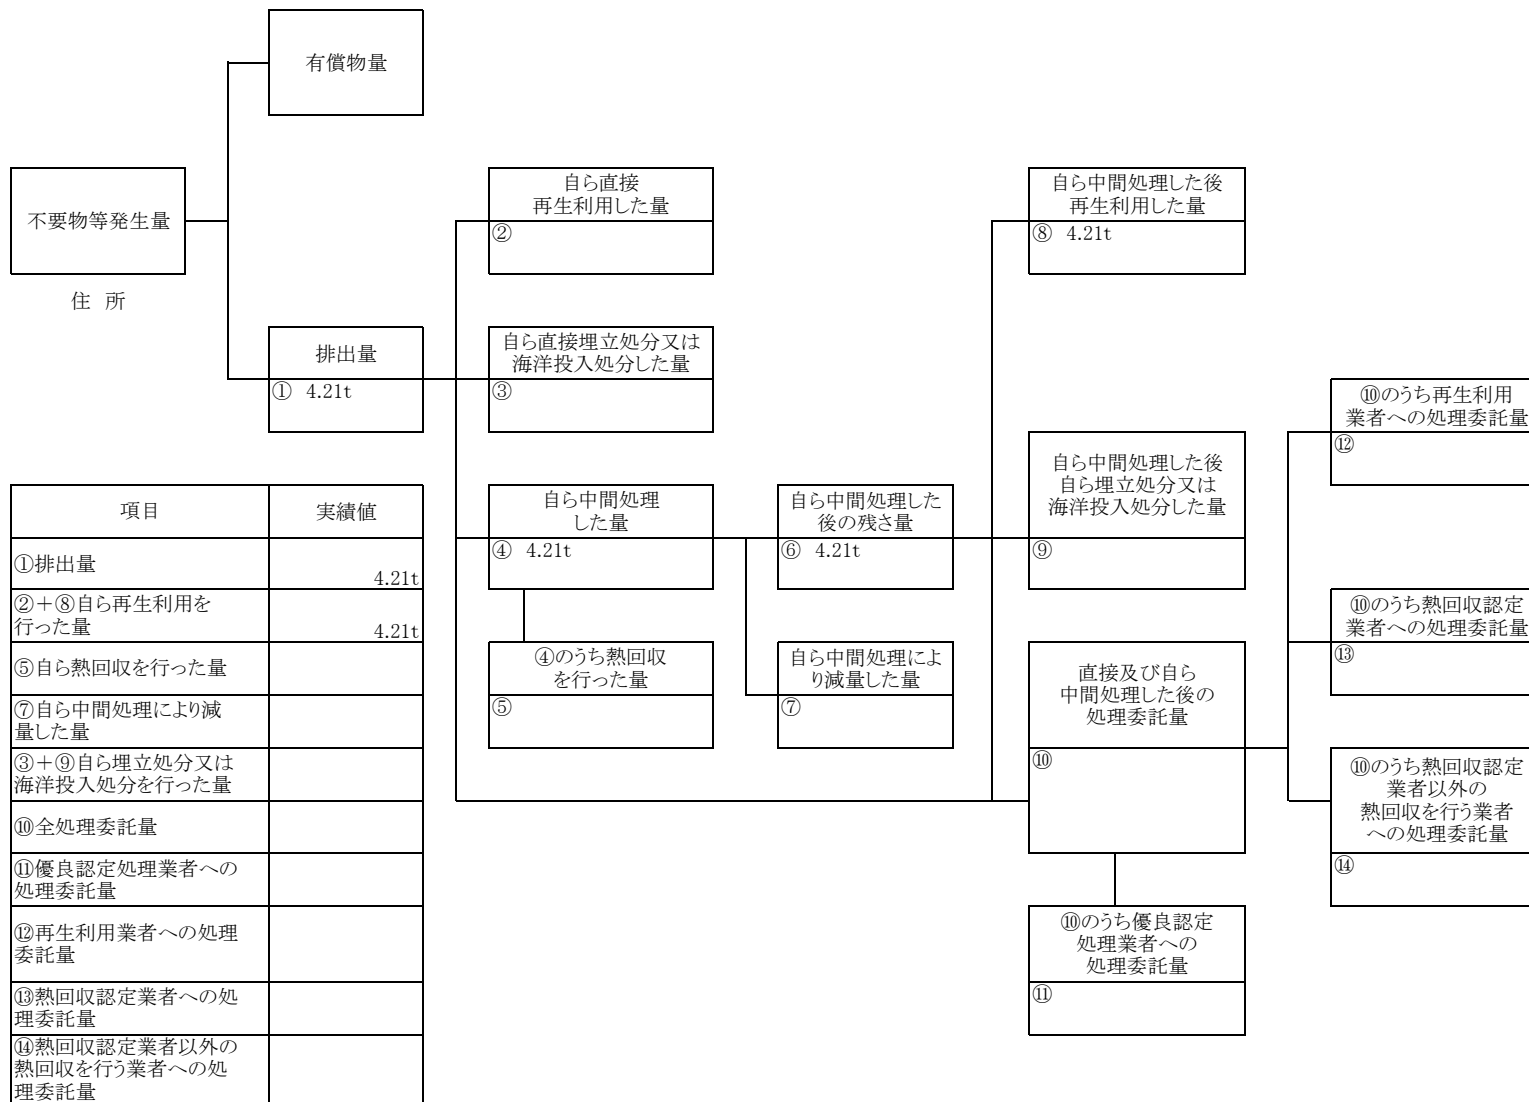 有償物量
不要物等発生量
住 所
自ら直接
再生利用した量
②
自ら中間処理した後
再生利用した量
⑧ 4.21t
排出量
① 4.21t
自ら直接埋立処分又は
海洋投入処分した量
③
⑩のうち再生利用
業者への処理委託量
⑫
自ら中間処理した後
自ら埋立処分又は
海洋投入処分した量
⑨
自ら中間処理
した量
④ 4.21t
自ら中間処理した
後の残さ量
⑥ 4.21t
④のうち熱回収
を行った量
⑤
自ら中間処理によ
り減量した量
⑦
直接及び自ら
中間処理した後の
処理委託量
⑩
⑩のうち熱回収認定
業者への処理委託量
⑬
⑩のうち熱回収認定
業者以外の
熱回収を行う業者
への処理委託量
⑭
⑩のうち優良認定
処理業者への
処理委託量
⑪
項目 実績値
①排出量 4.21t
②+⑧自ら再生利用を
行った量 4.21t
⑤自ら熱回収を行った量
⑦自ら中間処理により減
量した量
③+⑨自ら埋立処分又は
海洋投入処分を行った量
⑩全処理委託量
⑪優良認定処理業者への
処理委託量
⑫再生利用業者への処理
委託量
⑬熱回収認定業者への処
理委託量
⑭熱回収認定業者以外の
熱回収を行う業者への処
理委託量